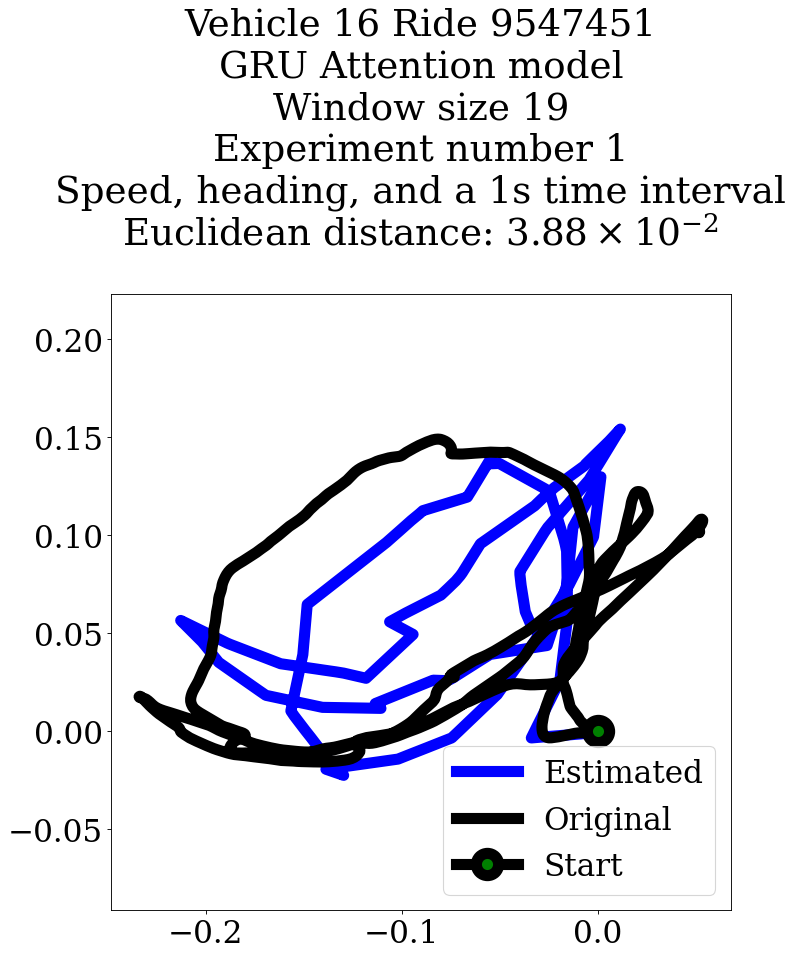 Vehicle 16 Ride 9547451
GRU Attention model
Window size 19
Experiment number 1
Speed, heading, and a 1s time interval
Euclidean distance: 3.88 × 10⁻²
0.20
0.15
0.10
0.05
0.00
−0.05
−0.2 −0.1 0.0
Estimated
Original
Start